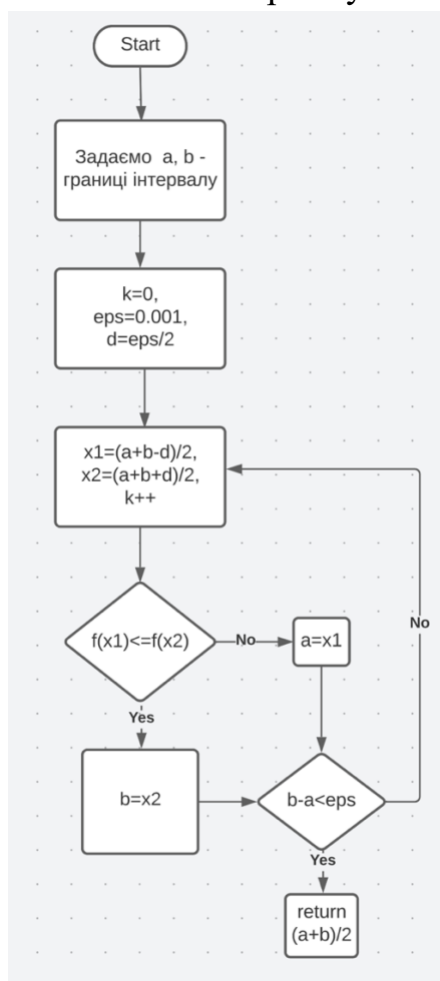 Start
Задаємо a, b -
границі інтервалу
k=0,
eps=0.001,
d=eps/2
x1=(a+b-d)/2,
x2=(a+b+d)/2,
k++
f(x1)<=f(x2)
No
a=x1
No
Yes
b=x2
b-a<eps
Yes
return
(a+b)/2